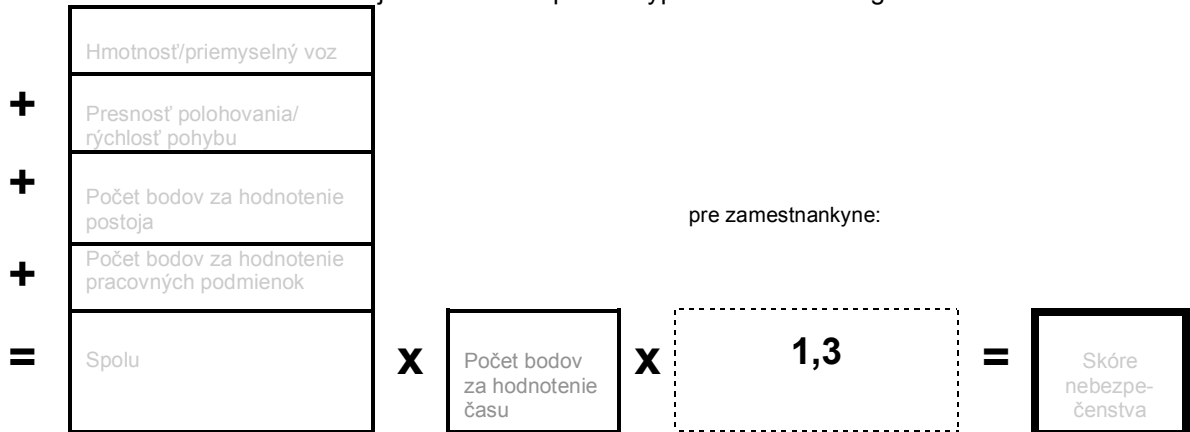 Hmotnosť/priemyselný voz
+
Presnosť polohovania/
rýchlosť pohybu
+
Počet bodov za hodnotenie
postoja
pre zamestnankyne:
+
Počet bodov za hodnotenie
pracovných podmienok
= Spolu x Počet bodov
za hodnotenie
času x 1,3 = Skóre
nebezpe-
čenstva